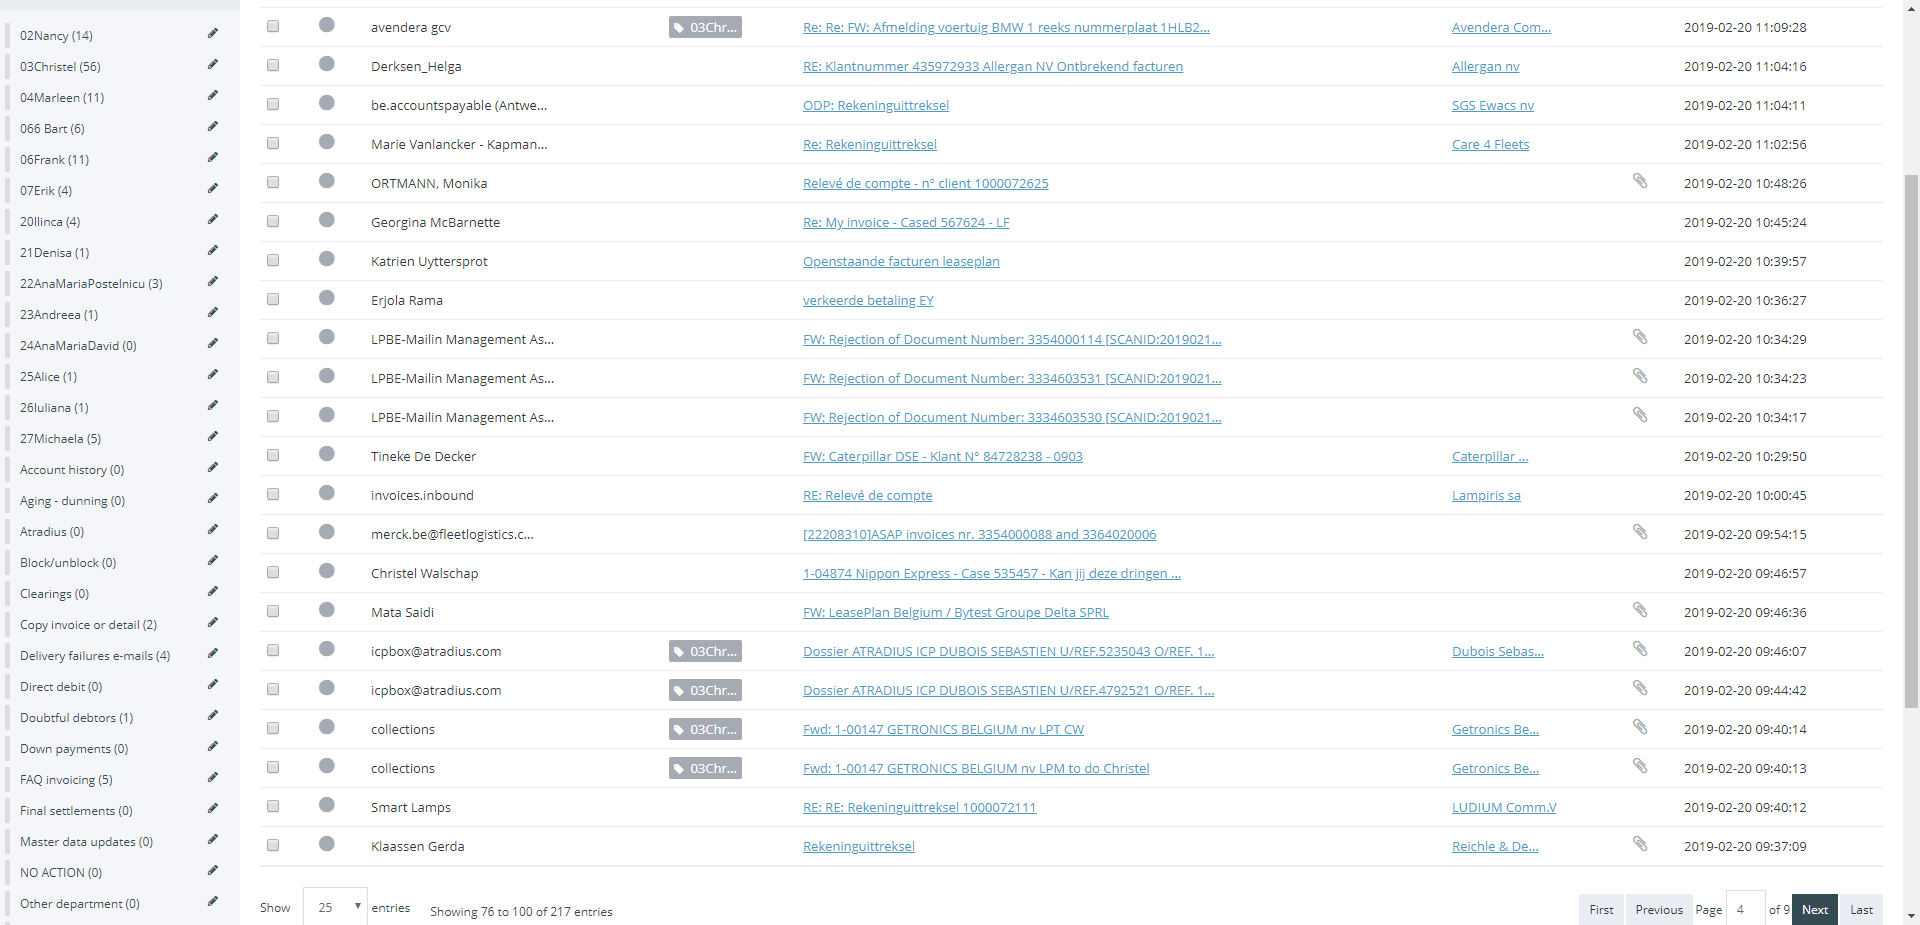 02Nancy (14)
03Christel (56)
04Marleen (11)
066 Bart (6)
06Frank (11)
07Erik (4)
20Ilinca (4)
21Denisa (1)
22AnaMariaPostelnicu (3)
23Andreea (1)
24AnaMariaDavid (0)
25Alice (1)
26Iuliana (1)
27Michaela (5)
Account history (0)
Aging - dunning (0)
Atradius (0)
Block/unblock (0)
Clearings (0)
Copy invoice or detail (2)
Delivery failures e-mails (4)
Direct debit (0)
Doubtful debtors (1)
Down payments (0)
FAQ invoicing (5)
Final settlements (0)
Master data updates (0)
NO ACTION (0)
Other department (0)
avendera gcv 03Chr... Re: Re: FW: Afmelding voertuig BMW 1 reeks nummerplaat 1HLB2... Avendera Com... 2019-02-20 11:09:28
Derksen_Helga RE: Klantnummer 435972933 Allergan NV Ontbrekend facturen Allergan nv 2019-02-20 11:04:16
be.accountspayable (Antwe... ODP: Rekeninguittreksel SGS Ewacs nv 2019-02-20 11:04:11
Marie Vanlancker - Kapman... Re: Rekeninguittreksel Care 4 Fleets 2019-02-20 11:02:56
ORTMANN, Monika Relevé de compte - n° client 1000072625 2019-02-20 10:48:26
Georgina McBarnette Re: My invoice - Cased 567624 - LF 2019-02-20 10:45:24
Katrien Uyttersprot Openstaande facturen leaseplan 2019-02-20 10:39:57
Erjola Rama verkeerde betaling EY 2019-02-20 10:36:27
LPBE-Mailin Management As... FW: Rejection of Document Number: 3354000114 [SCANID:2019021... 2019-02-20 10:34:29
LPBE-Mailin Management As... FW: Rejection of Document Number: 3334603531 [SCANID:2019021... 2019-02-20 10:34:23
LPBE-Mailin Management As... FW: Rejection of Document Number: 3334603530 [SCANID:2019021... 2019-02-20 10:34:17
Tineke De Decker FW: Caterpillar DSE - Klant N° 84728238 - 0903 Caterpillar ... 2019-02-20 10:29:50
invoices.inbound RE: Relevé de compte Lampiris sa 2019-02-20 10:00:45
merck.be@fleetlogistics.c... [22208310]ASAP invoices nr. 3354000088 and 3364020006 2019-02-20 09:54:15
Christel Walschap 1-04874 Nippon Express - Case 535457 - Kan jij deze dringen ... 2019-02-20 09:46:57
Mata Saidi FW: LeasePlan Belgium / Bytest Groupe Delta SPRL 2019-02-20 09:46:36
icpbox@atradius.com 03Chr... Dossier ATRADIUS ICP DUBOIS SEBASTIEN U/REF.5235043 O/REF. 1... Dubois Sebas... 2019-02-20 09:46:07
icpbox@atradius.com 03Chr... Dossier ATRADIUS ICP DUBOIS SEBASTIEN U/REF.4792521 O/REF. 1... 2019-02-20 09:44:42
collections 03Chr... Fwd: 1-00147 GETRONICS BELGIUM nv LPT CW Getronics Be... 2019-02-20 09:40:14
collections 03Chr... Fwd: 1-00147 GETRONICS BELGIUM nv LPM to do Christel Getronics Be... 2019-02-20 09:40:13
Smart Lamps RE: RE: Rekeninguittreksel 1000072111 LUDIUM Comm.V 2019-02-20 09:40:12
Klaassen Gerda Rekeninguittreksel Reichle & De... 2019-02-20 09:37:09
Show 25 entries Showing 76 to 100 of 217 entries First Previous Page 4 of 9 Next Last